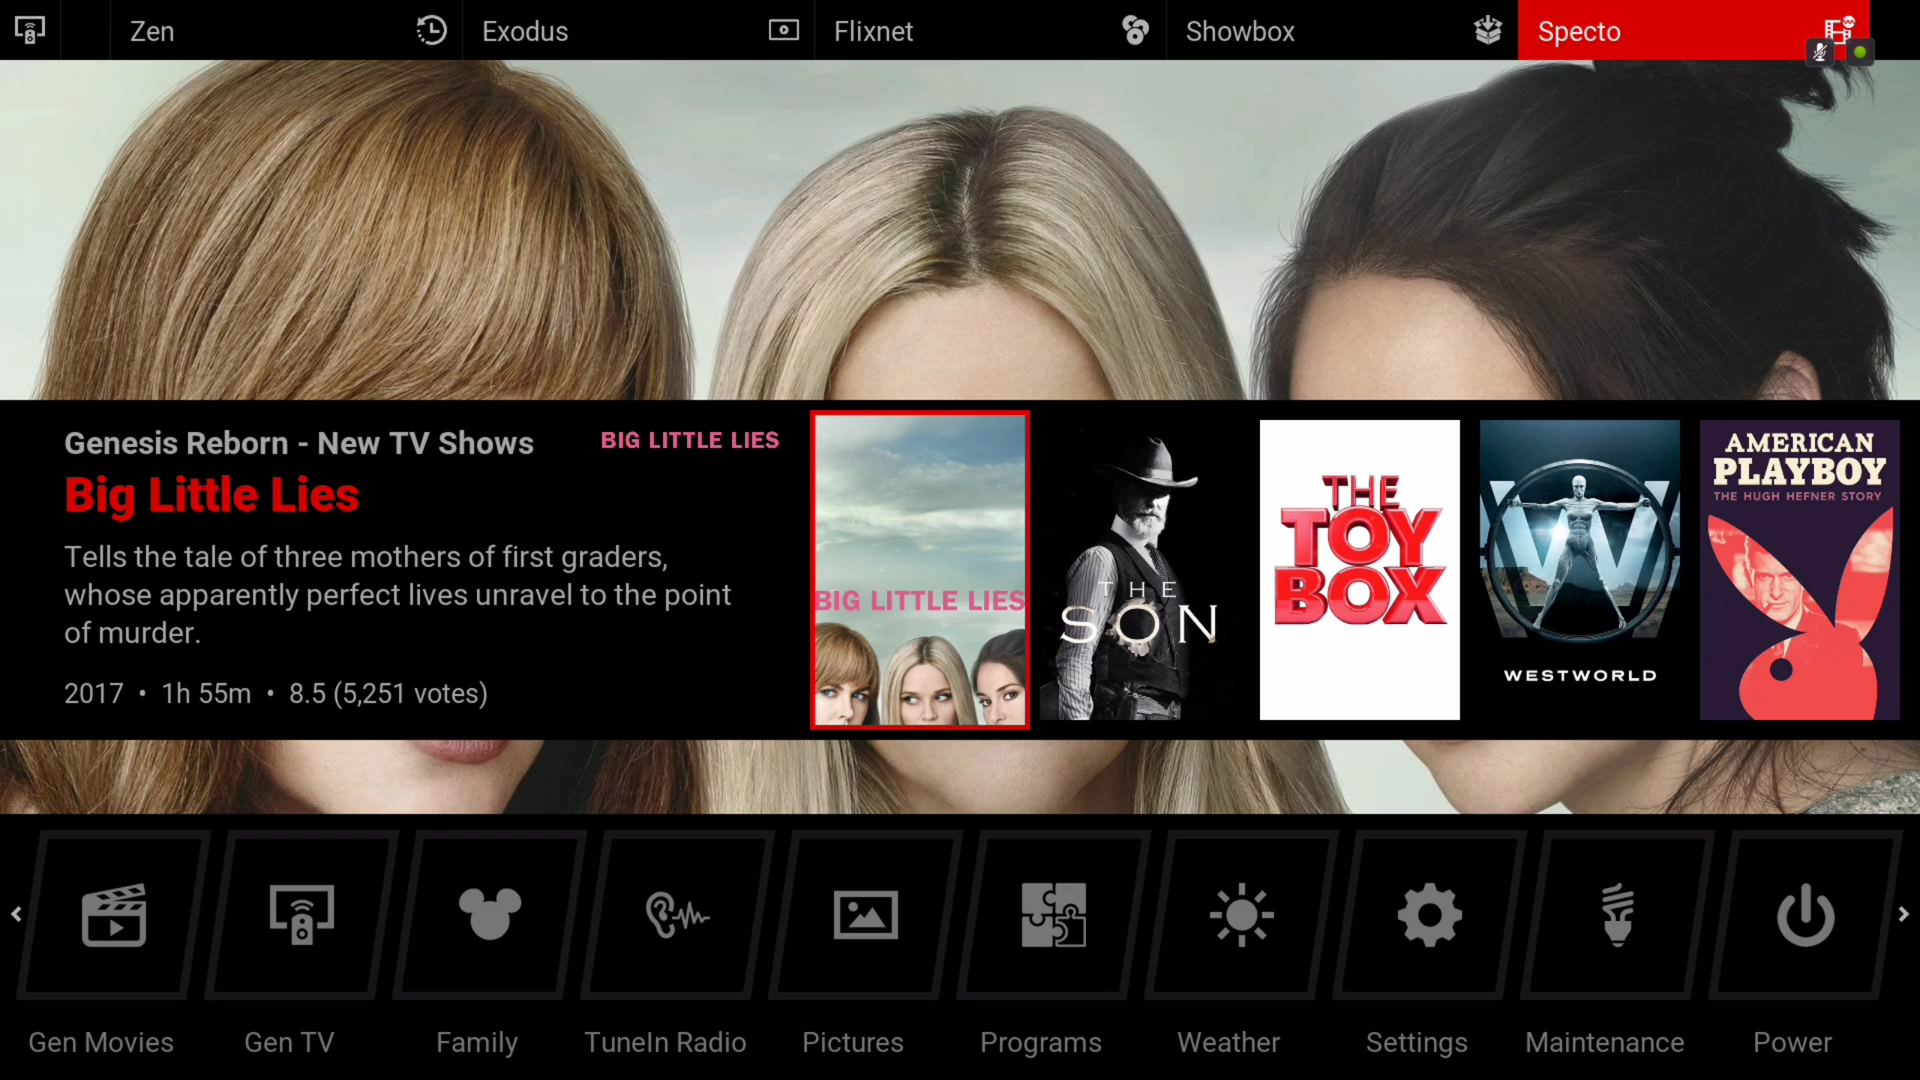 Zen
Exodus
Flixnet
Showbox
Specto
Genesis Reborn - New TV Shows
BIG LITTLE LIES
Big Little Lies
Tells the tale of three mothers of first graders,
whose apparently perfect lives unravel to the point
of murder.
2017 • 1h 55m • 8.5 (5,251 votes)
BIG LITTLE LIES
THE
SON
THE
TOY
BOX
WESTWORLD
AMERICAN
PLAYBOY
THE HUGH HEFNER STORY
Gen Movies
Gen TV
Family
TuneIn Radio
Pictures
Programs
Weather
Settings
Maintenance
Power